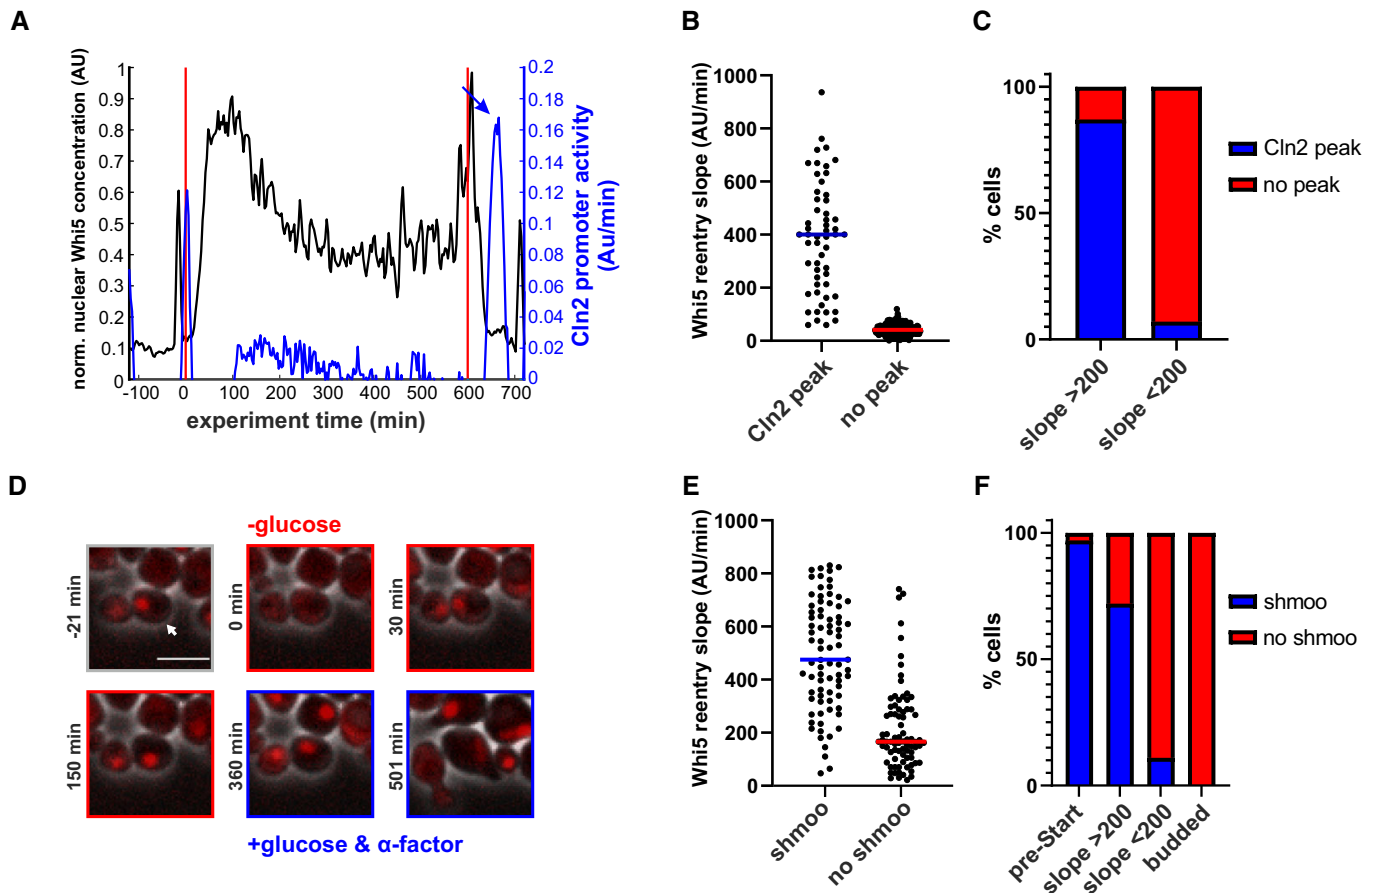 A
norm. nuclear Whi5 concentration (AU)
1
0.9
0.8
0.7
0.6
0.5
0.4
0.3
0.2
0.1
0
0.2
0.18
0.16
0.14
0.12
0.1
0.08
0.06
0.04
0.02
0
Cln2 promoter activity
(Au/min)
-100 0 100 200 300 400 500 600 700
experiment time (min)
B
Whi5 reentry slope (AU/min)
1000
800
600
400
200
0
Cln2 peak
no peak
C
% cells
100
50
0
slope >200
slope <200
Cln2 peak
no peak
D
-glucose
-21 min
0 min
30 min
150 min
360 min
501 min
+glucose & α-factor
E
Whi5 reentry slope (AU/min)
1000
800
600
400
200
0
shmoo
no shmoo
F
% cells
100
50
0
pre-Start
slope >200
slope <200
budded
shmoo
no shmoo